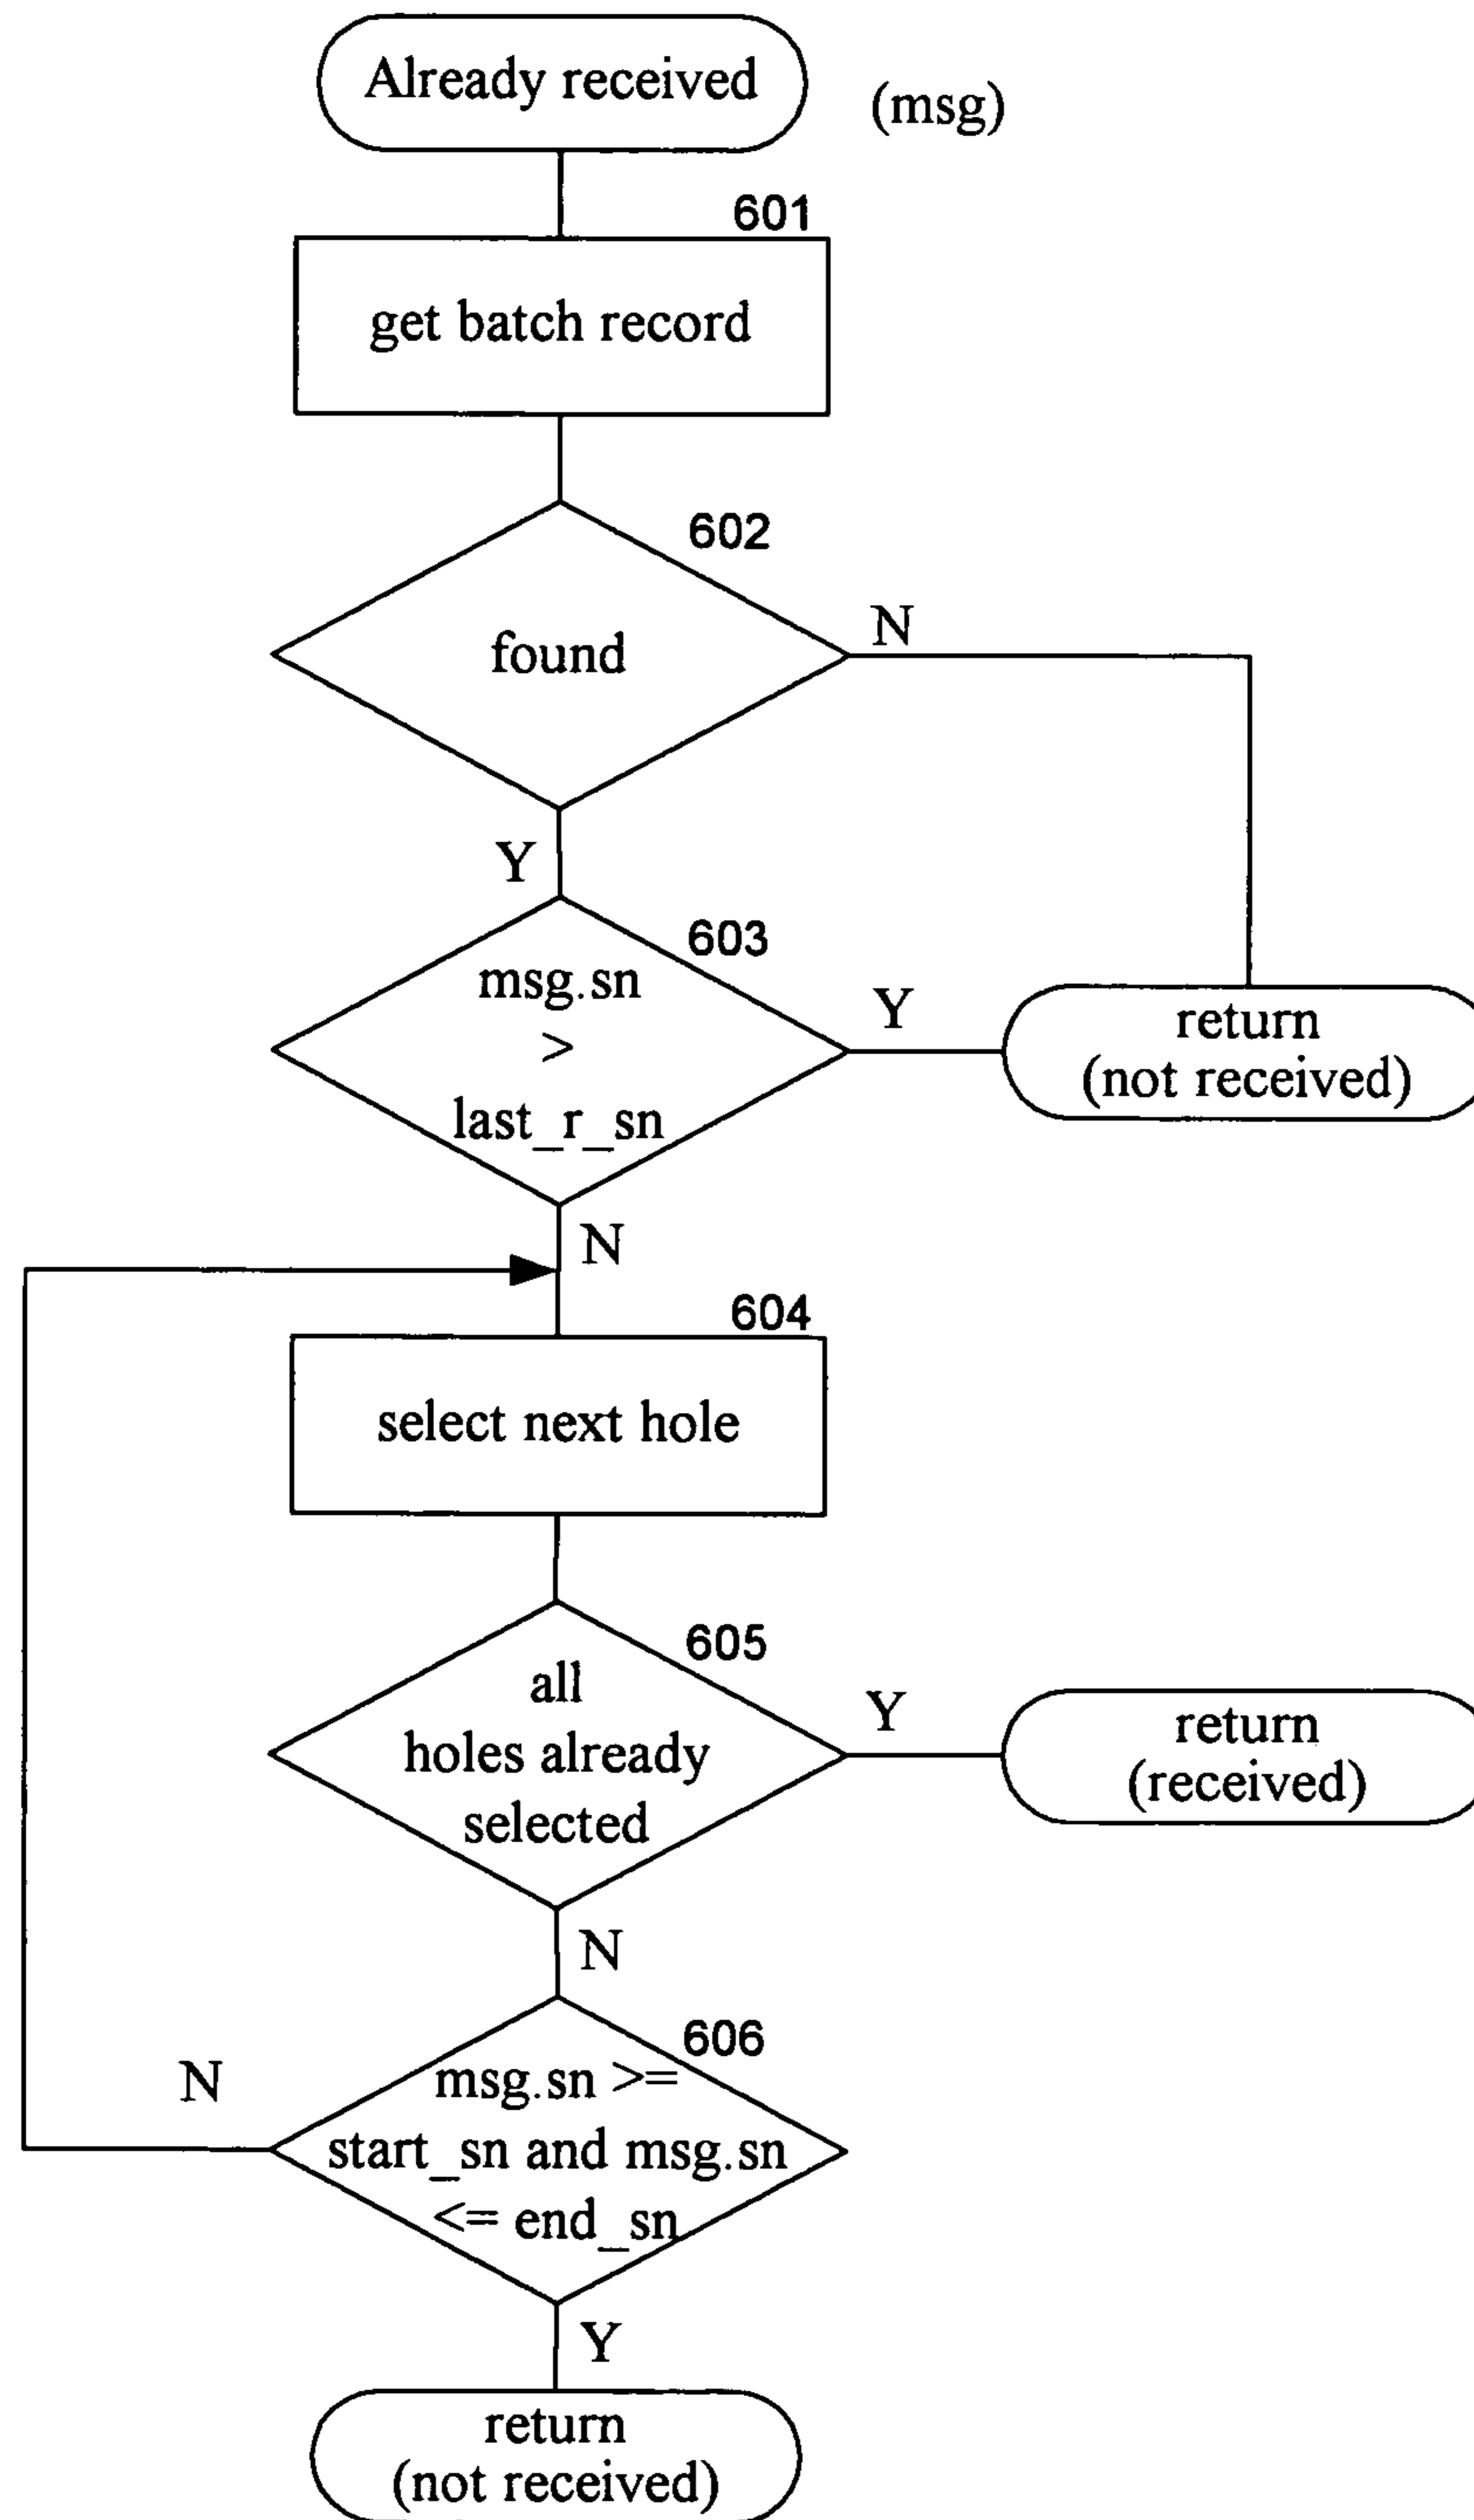 Already received
(msg)
601
get batch record
602
found
N
Y
603
msg.sn
>
last_r_sn
Y
return
(not received)
N
604
select next hole
605
all
holes already
selected
Y
return
(received)
N
606
msg.sn >=
start_sn and msg.sn
<= end_sn
N
Y
return
(not received)